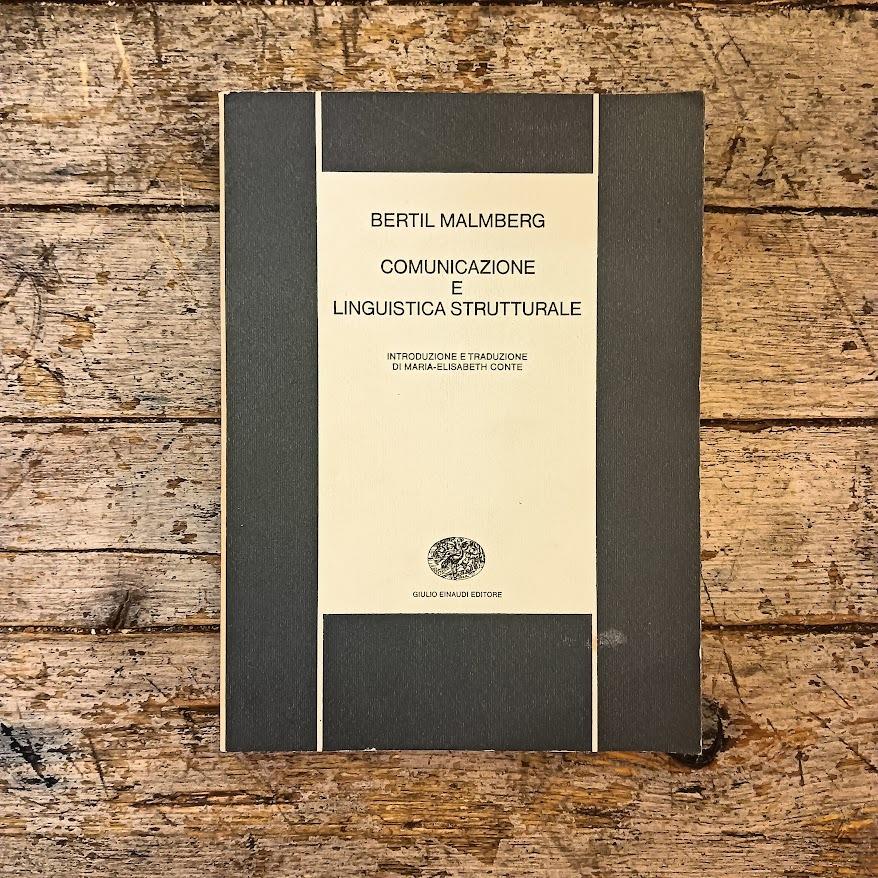 BERTIL MALMBERG
COMUNICAZIONE
E
LINGUISTICA STRUTTURALE
INTRODUZIONE E TRADUZIONE
DI MARIA-ELISABETH CONTE
GIULIO EINAUDI EDITORE